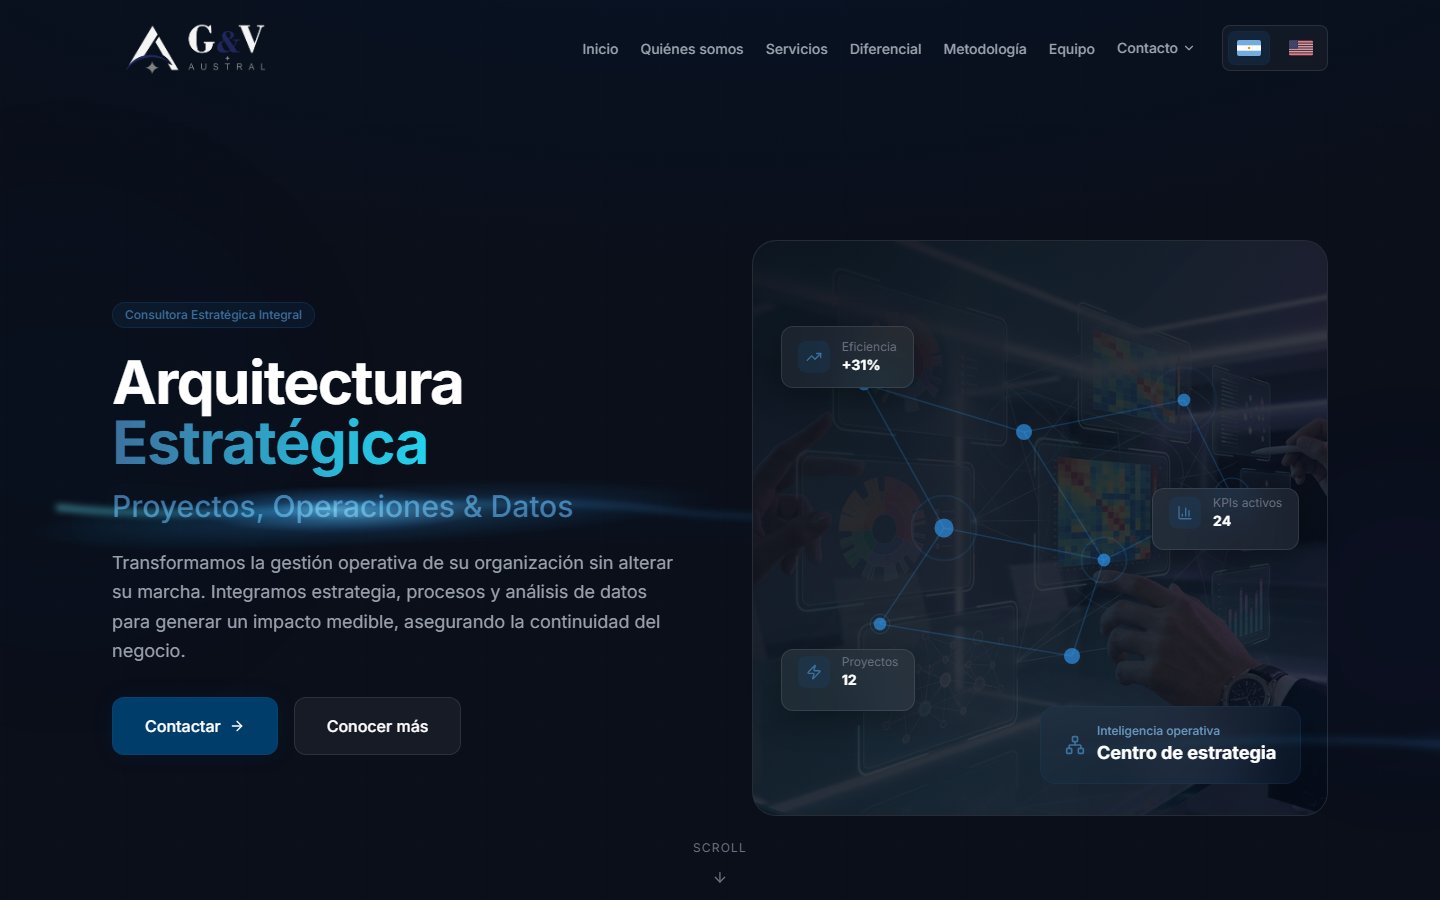 G&V
AUSTRAL
Inicio
Quiénes somos
Servicios
Diferencial
Metodología
Equipo
Contacto
Consultora Estratégica Integral
Arquitectura
Estratégica
Proyectos, Operaciones & Datos
Transformamos la gestión operativa de su organización sin alterar
su marcha. Integramos estrategia, procesos y análisis de datos
para generar un impacto medible, asegurando la continuidad del
negocio.
Contactar
Conocer más
Eficiencia
+31%
KPIs activos
24
Proyectos
12
Inteligencia operativa
Centro de estrategia
SCROLL